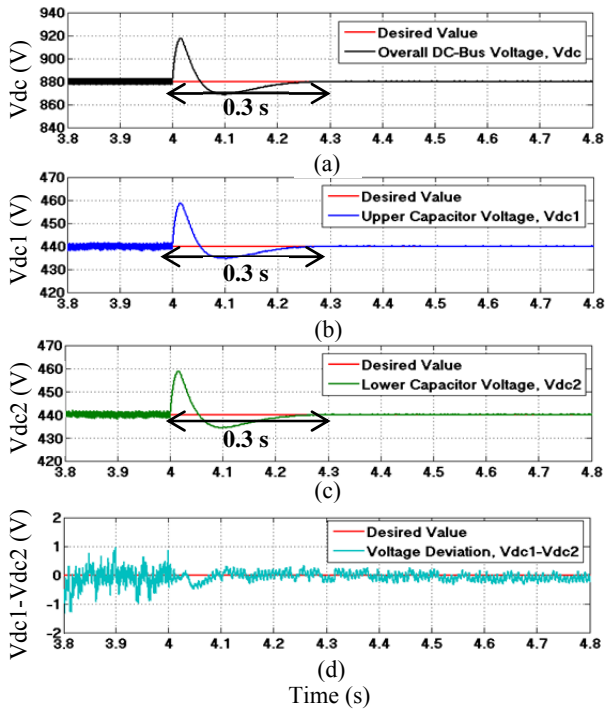 Vdc (V)
940
920
900
880
860
840
Desired Value
Overall DC-Bus Voltage, Vdc
0.3 s
3.8 3.9 4 4.1 4.2 4.3 4.4 4.5 4.6 4.7 4.8
(a)
Vdc1 (V)
470
460
450
440
430
420
Desired Value
Upper Capacitor Voltage, Vdc1
0.3 s
3.8 3.9 4 4.1 4.2 4.3 4.4 4.5 4.6 4.7 4.8
(b)
Vdc2 (V)
470
460
450
440
430
420
Desired Value
Lower Capacitor Voltage, Vdc2
0.3 s
3.8 3.9 4 4.1 4.2 4.3 4.4 4.5 4.6 4.7 4.8
(c)
Vdc1-Vdc2 (V)
2
1
0
-1
-2
Desired Value
Voltage Deviation, Vdc1-Vdc2
3.8 3.9 4 4.1 4.2 4.3 4.4 4.5 4.6 4.7 4.8
(d)
Time (s)